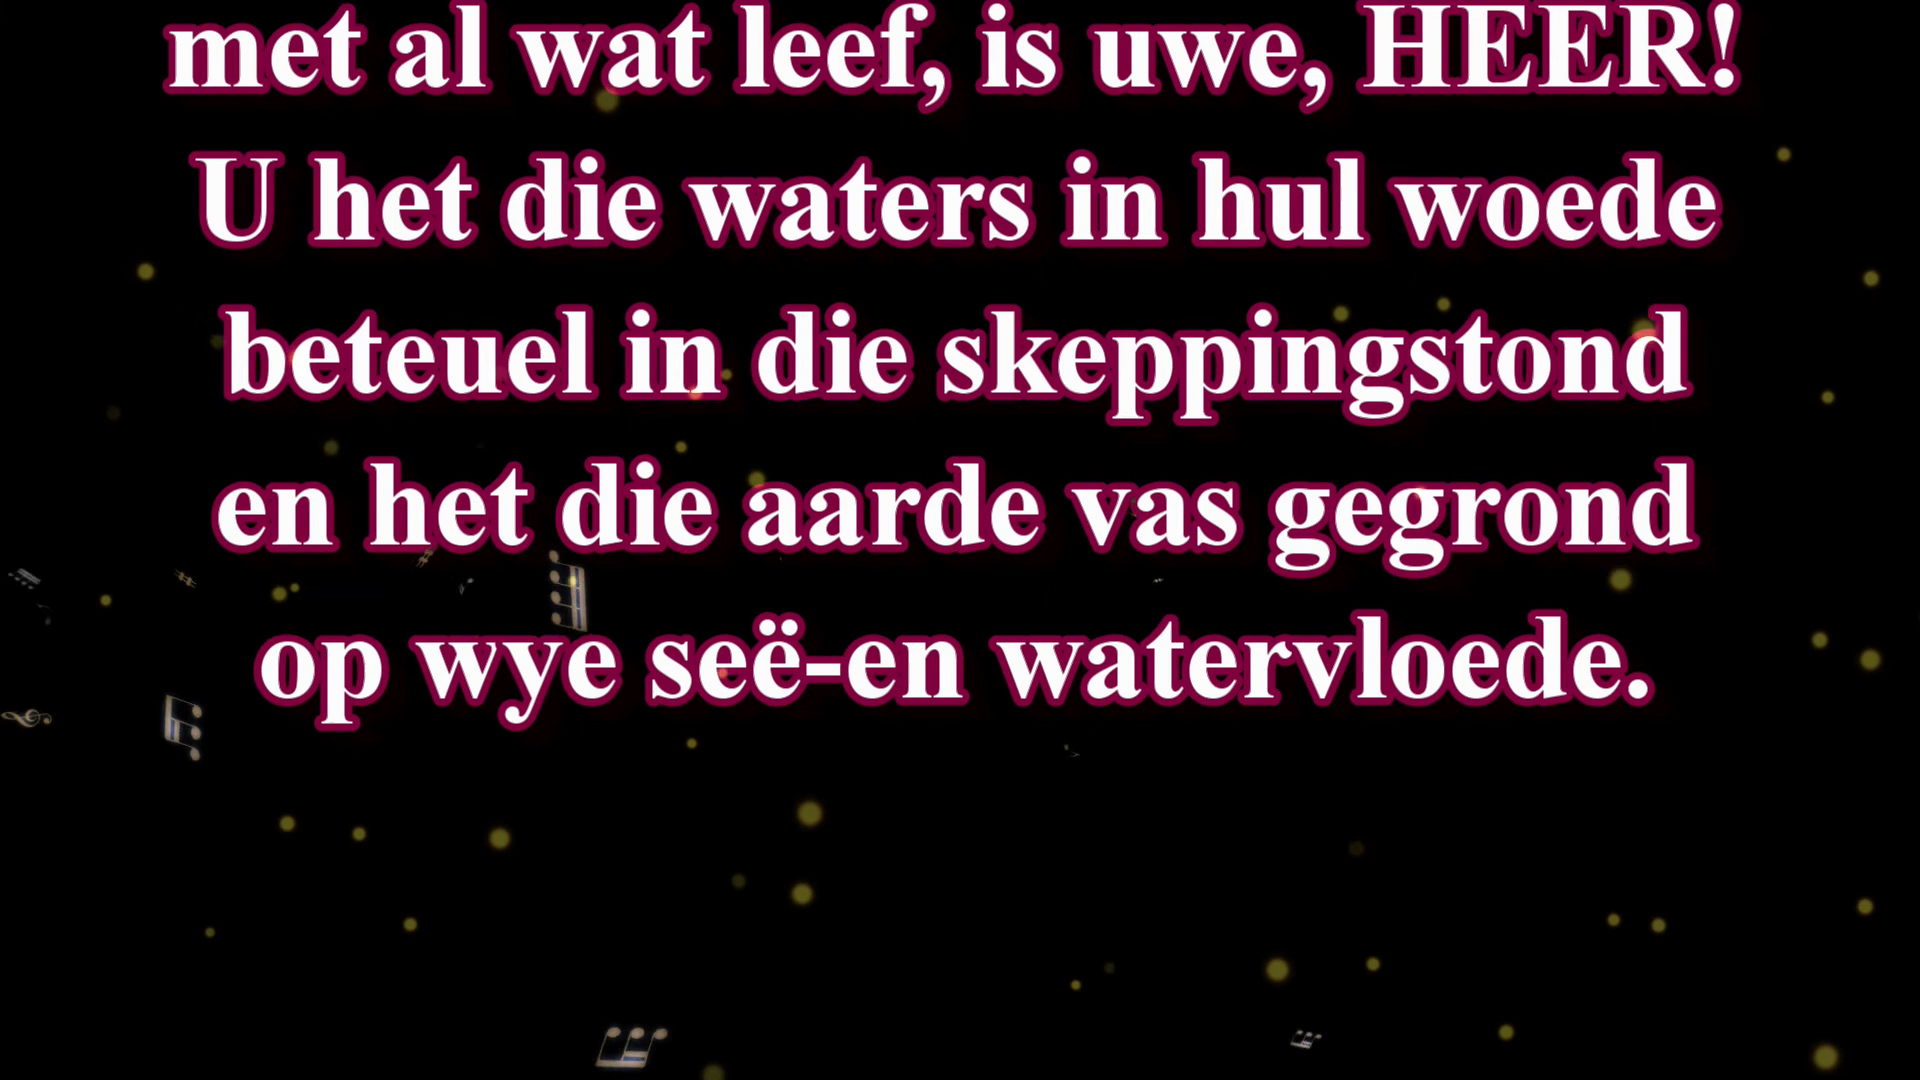 met al wat leef, is uwe, HEER!
U het die waters in hul woede
beteuel in die skeppingstond
en het die aarde vas gegrond
op wye seë-en watervloede.